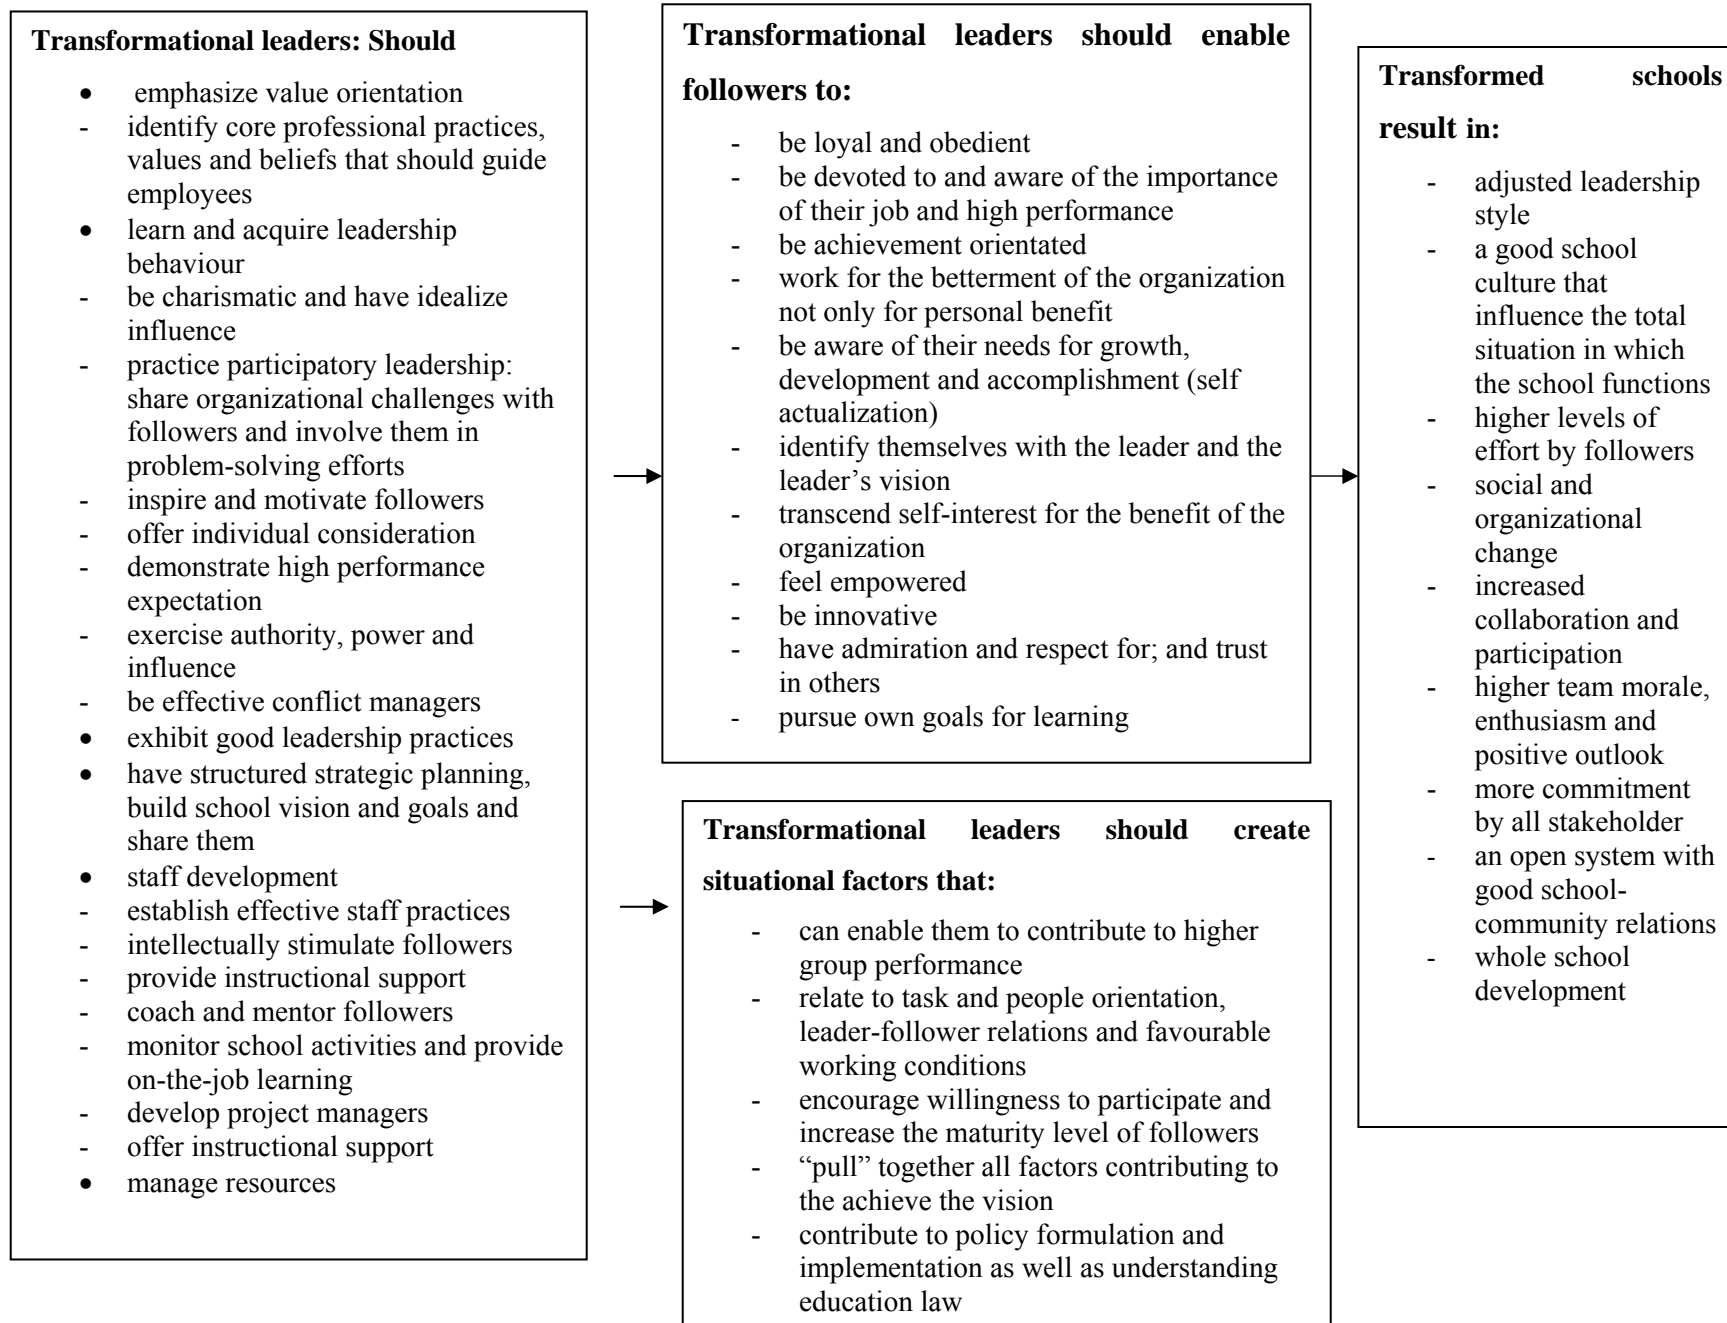 Transformational leaders: Should
• emphasize value orientation
- identify core professional practices,
values and beliefs that should guide
employees
• learn and acquire leadership
behaviour
- be charismatic and have idealize
influence
- practice participatory leadership:
share organizational challenges with
followers and involve them in
problem-solving efforts
- inspire and motivate followers
- offer individual consideration
- demonstrate high performance
expectation
- exercise authority, power and
influence
- be effective conflict managers
• exhibit good leadership practices
• have structured strategic planning,
build school vision and goals and
share them
• staff development
- establish effective staff practices
- intellectually stimulate followers
- provide instructional support
- coach and mentor followers
- monitor school activities and provide
on-the-job learning
- develop project managers
- offer instructional support
• manage resources
Transformational leaders should enable
followers to:
- be loyal and obedient
- be devoted to and aware of the importance
of their job and high performance
- be achievement orientated
- work for the betterment of the organization
not only for personal benefit
- be aware of their needs for growth,
development and accomplishment (self
actualization)
- identify themselves with the leader and the
leader’s vision
- transcend self-interest for the benefit of the
organization
- feel empowered
- be innovative
- have admiration and respect for; and trust
in others
- pursue own goals for learning
Transformational leaders should create
situational factors that:
- can enable them to contribute to higher
group performance
- relate to task and people orientation,
leader-follower relations and favourable
working conditions
- encourage willingness to participate and
increase the maturity level of followers
- “pull” together all factors contributing to
the achieve the vision
- contribute to policy formulation and
implementation as well as understanding
education law
Transformed schools
result in:
- adjusted leadership
style
- a good school
culture that
influence the total
situation in which
the school functions
- higher levels of
effort by followers
- social and
organizational
change
- increased
collaboration and
participation
- higher team morale,
enthusiasm and
positive outlook
- more commitment
by all stakeholder
- an open system with
good school-
community relations
- whole school
development